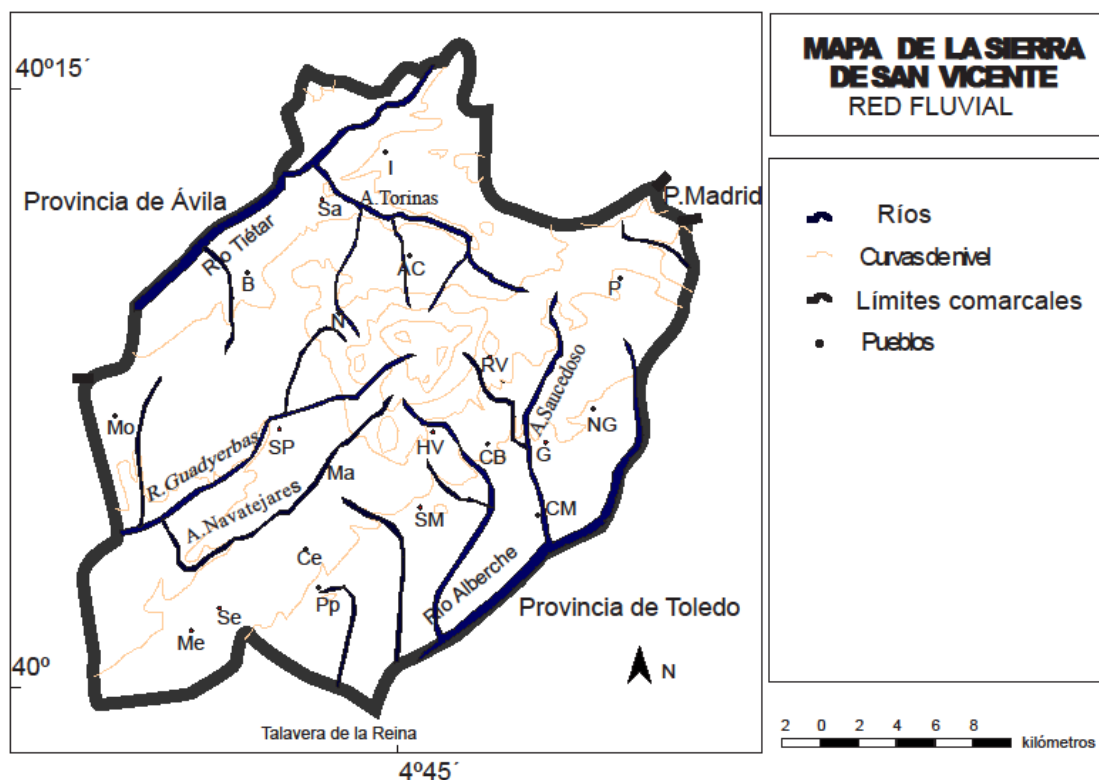 MAPA DE LA SIERRA
DE SAN VICENTE
RED FLUVIAL
40º15´
I
Provincia de Ávila
P.Madrid
A.Torinas
Sa
Río Tiétar
AC
B
P
N
RV
A.Saucedoso
Mo
NG
SP
HV
CB
G
R.Guadyerbas
Ma
A.Navatejares
SM
CM
Ce
Río Alberche
Pp
Provincia de Toledo
Se
Me
40º
N
Talavera de la Reina
4º45´
Ríos
Curvas de nivel
Límites comarcales
Pueblos
2 0 2 4 6 8
kilómetros